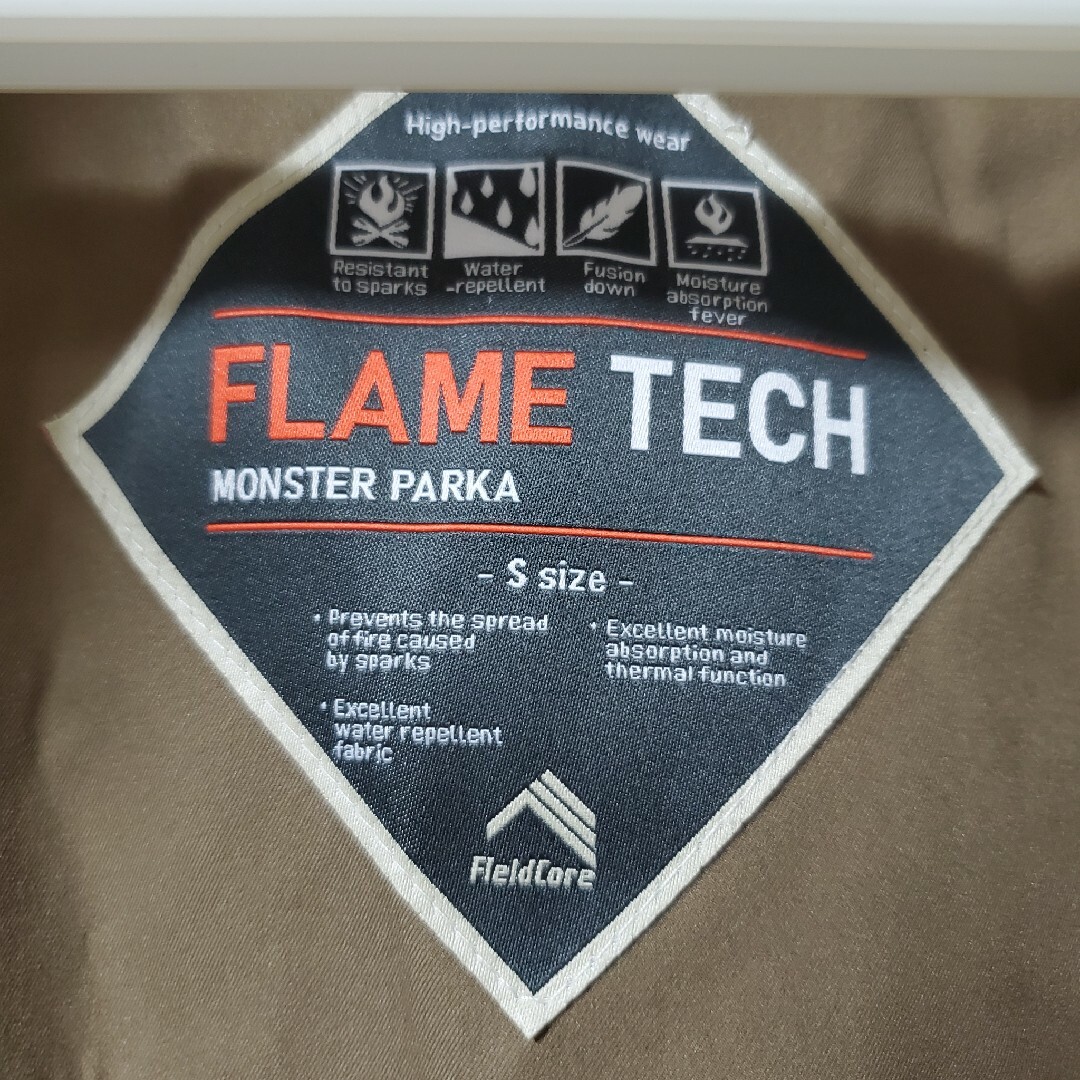 High-performance wear
Resistant
to sparks
Water
-repellent
Fusion
down
Moisture
absorption
fever
FLAME TECH
MONSTER PARKA
- S size -
• Prevents the spread
of fire caused
by sparks
• Excellent
water repellent
fabric
• Excellent moisture
absorption and
thermal function
FieldCore